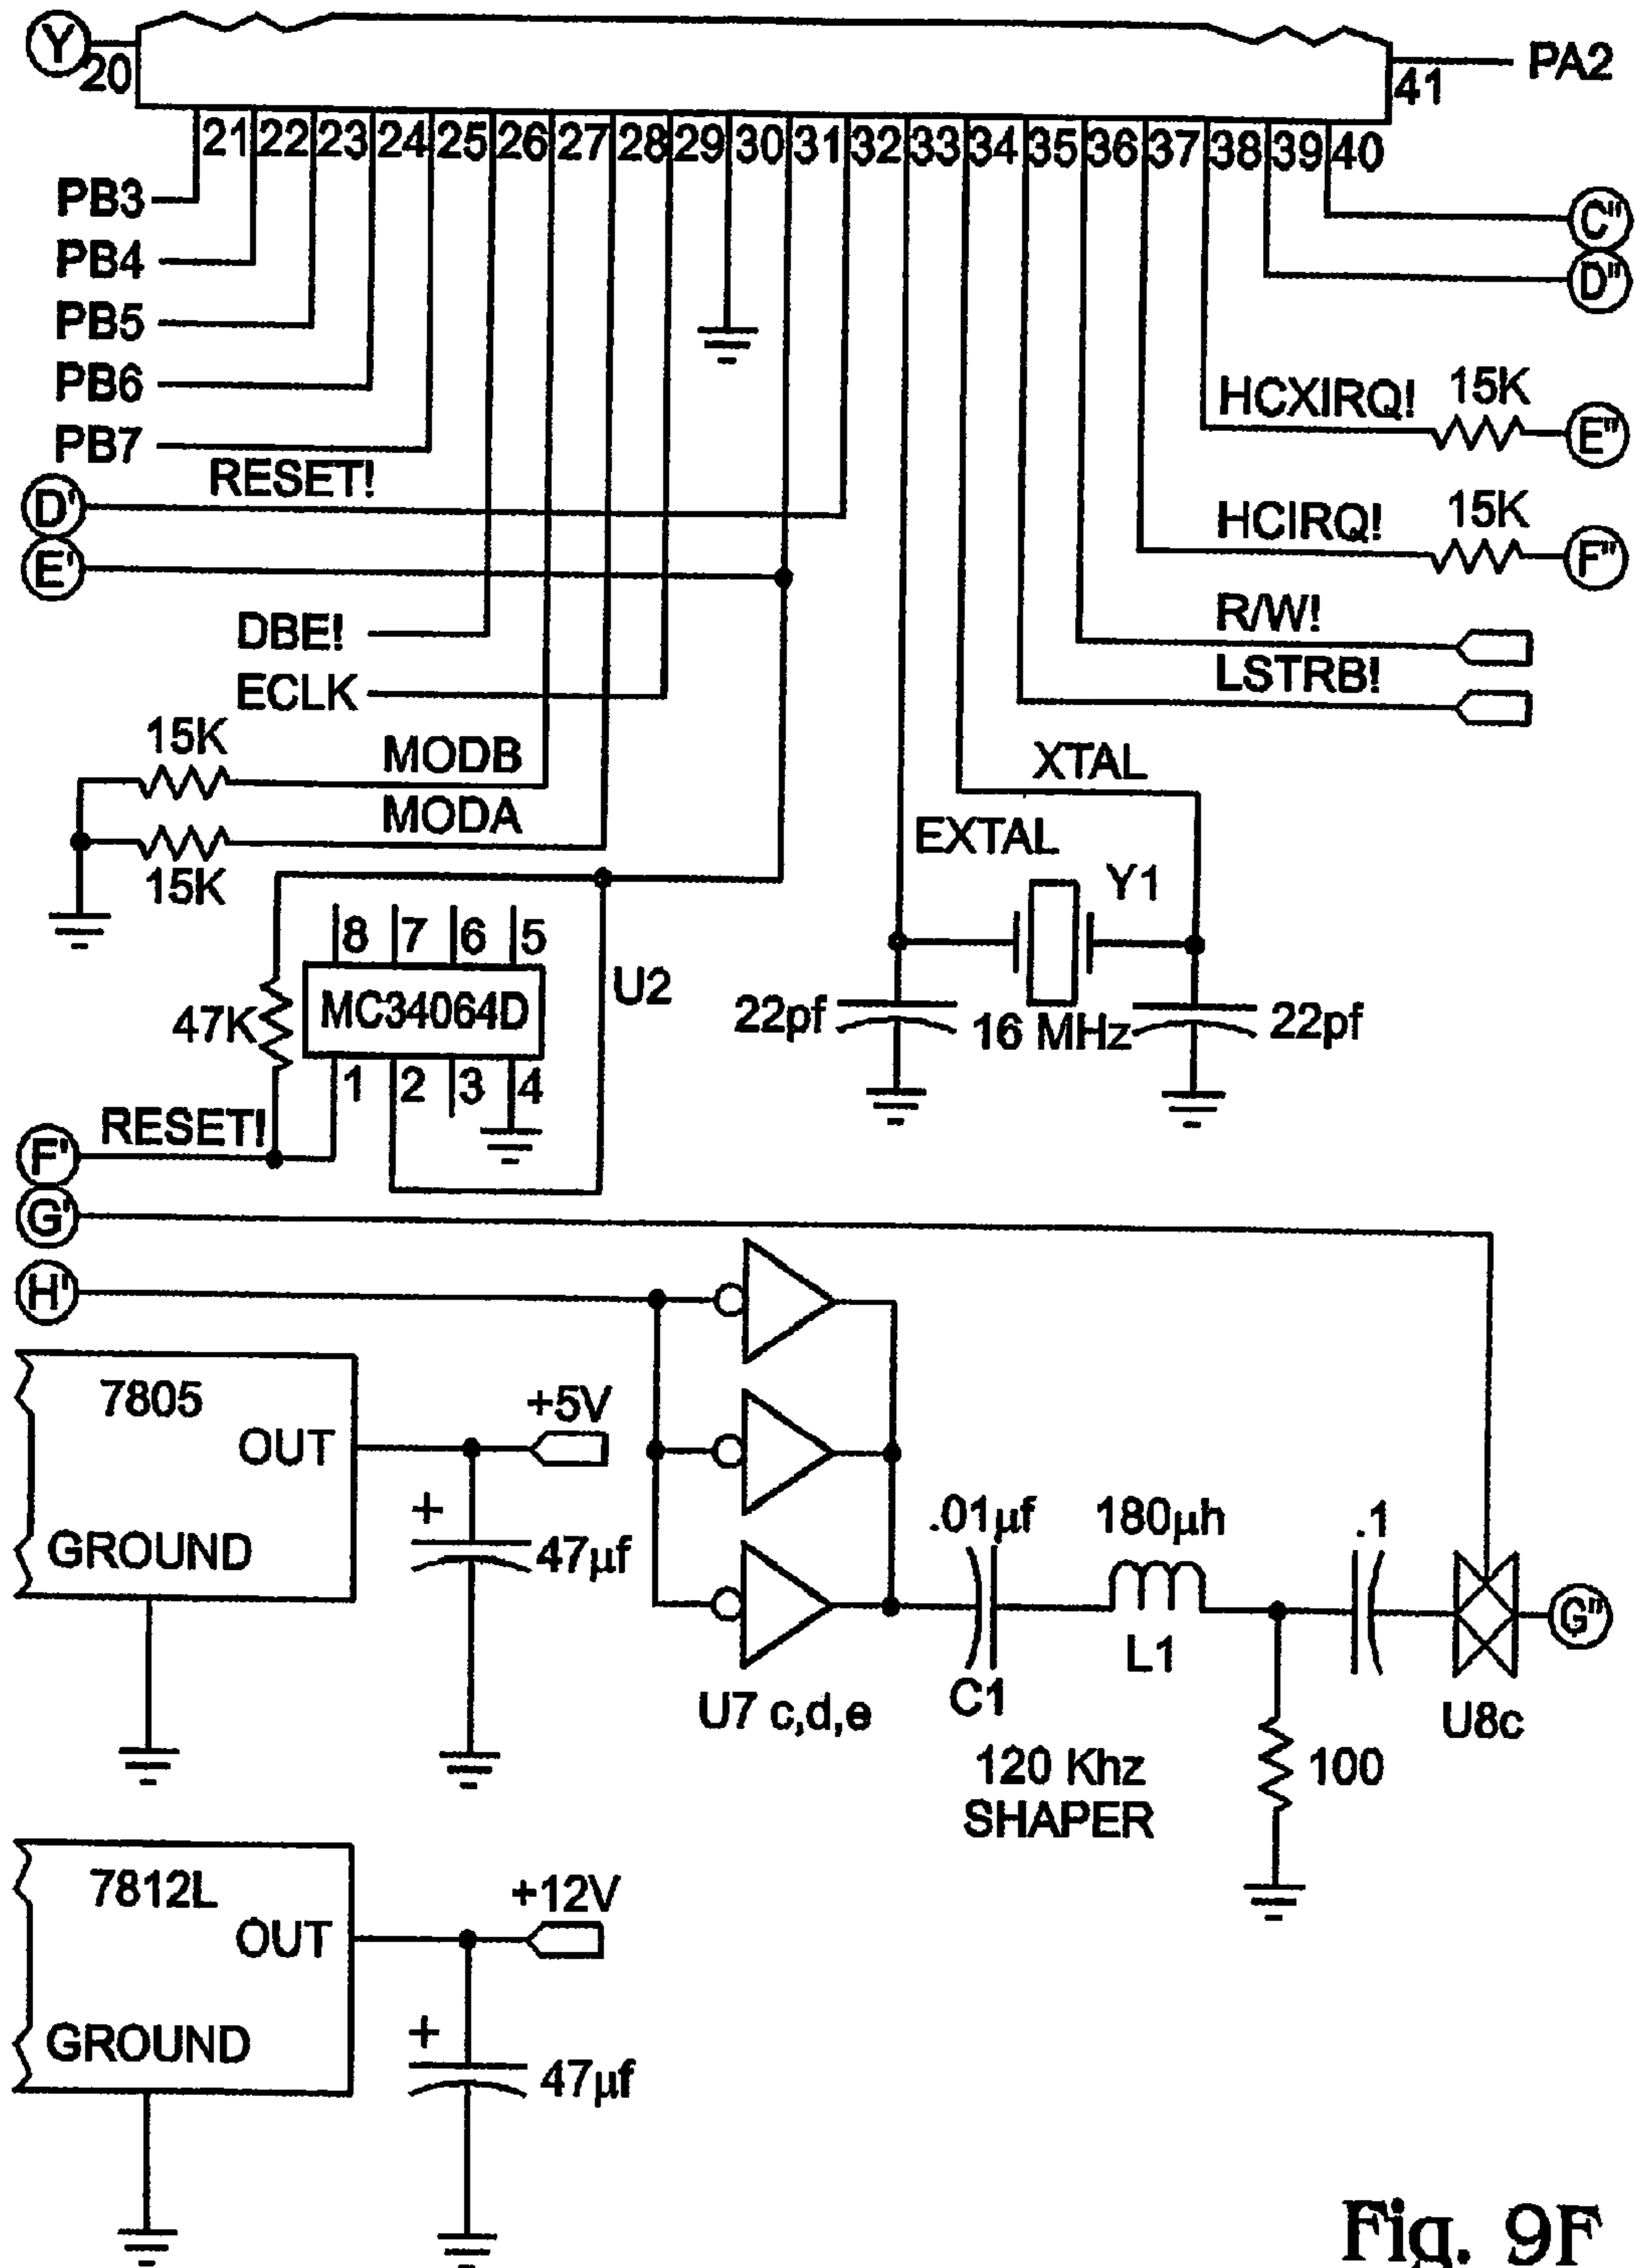 Y
20
41
PA2
21 22 23 24 25 26 27 28 29 30 31 32 33 34 35 36 37 38 39 40
PB3
C"
PB4
D"
PB5
PB6
HCXIRQ!
15K
E"
PB7
RESET!
D'
HCIRQ!
15K
F"
E'
DBE!
R/W!
ECLK
LSTRB!
15K
MODB
XTAL
MODA
15K
EXTAL
Y1
8 7 6 5
U2
47K
MC34064D
22pf
16 MHz
22pf
1 2 3 4
RESET!
F'
G'
H'
7805
+5V
OUT
GROUND
+
47µf
.01µf
180µh
.1
G"
L1
C1
U7 c,d,e
U8c
120 Khz
SHAPER
100
7812L
+12V
OUT
GROUND
+
47µf
Fig. 9F